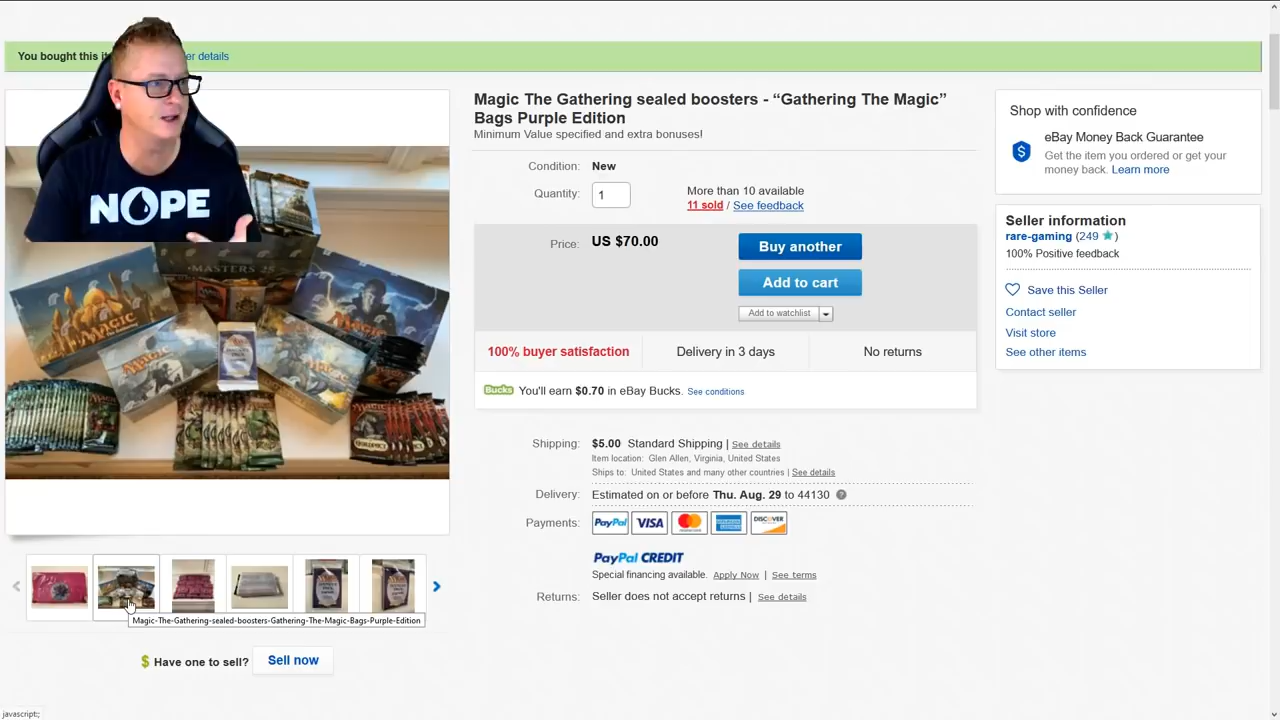 You bought this it
er details
NOPE
MASTERS 25
MAGIC
Magic The Gathering sealed boosters - “Gathering The Magic”
Bags Purple Edition
Minimum Value specified and extra bonuses!
Condition: New
Quantity: 1
More than 10 available
11 sold / See feedback
Price: US $70.00
Buy another
Add to cart
Add to watchlist
100% buyer satisfaction
Delivery in 3 days
No returns
Bucks You'll earn $0.70 in eBay Bucks. See conditions
Shipping: $5.00 Standard Shipping | See details
Item location: Glen Allen, Virginia, United States
Ships to: United States and many other countries | See details
Delivery: Estimated on or before Thu. Aug. 29 to 44130 ?
Payments: PayPal VISA MasterCard AMERICAN EXPRESS DISCOVER
PayPal CREDIT
Special financing available. Apply Now | See terms
Returns: Seller does not accept returns | See details
Shop with confidence
$ eBay Money Back Guarantee
Get the item you ordered or get your
money back. Learn more
Seller information
rare-gaming (249 )
100% Positive feedback
Save this Seller
Contact seller
Visit store
See other items
Magic-The-Gathering-sealed-boosters-Gathering-The-Magic-Bags-Purple-Edition
$ Have one to sell? Sell now
javascript:;